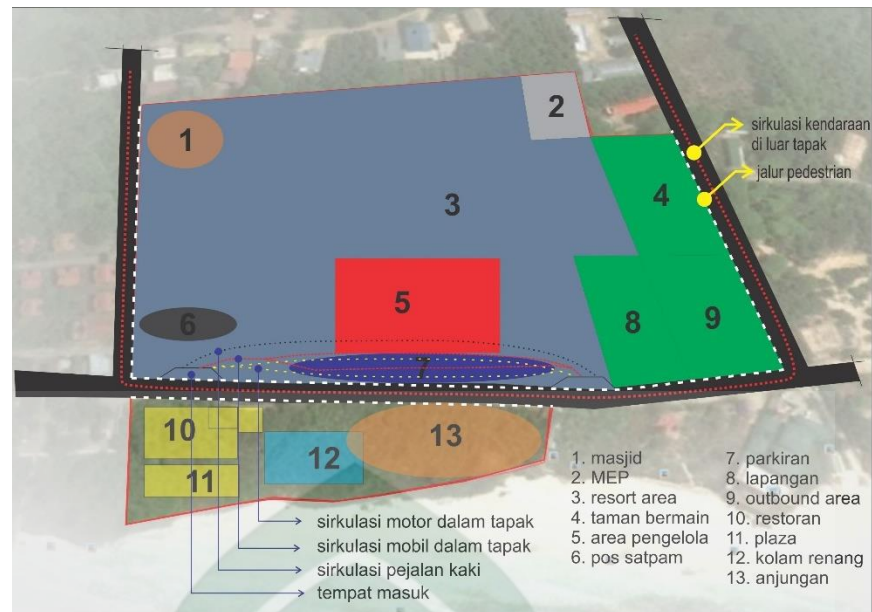 1
2
3
4
5
6
7
8
9
10
11
12
13
sirkulasi kendaraan
di luar tapak
jalur pedestrian
sirkulasi motor dalam tapak
sirkulasi mobil dalam tapak
sirkulasi pejalan kaki
tempat masuk
1. masjid
2. MEP
3. resort area
4. taman bermain
5. area pengelola
6. pos satpam
7. parkiran
8. lapangan
9. outbound area
10. restoran
11. plaza
12. kolam renang
13. anjungan